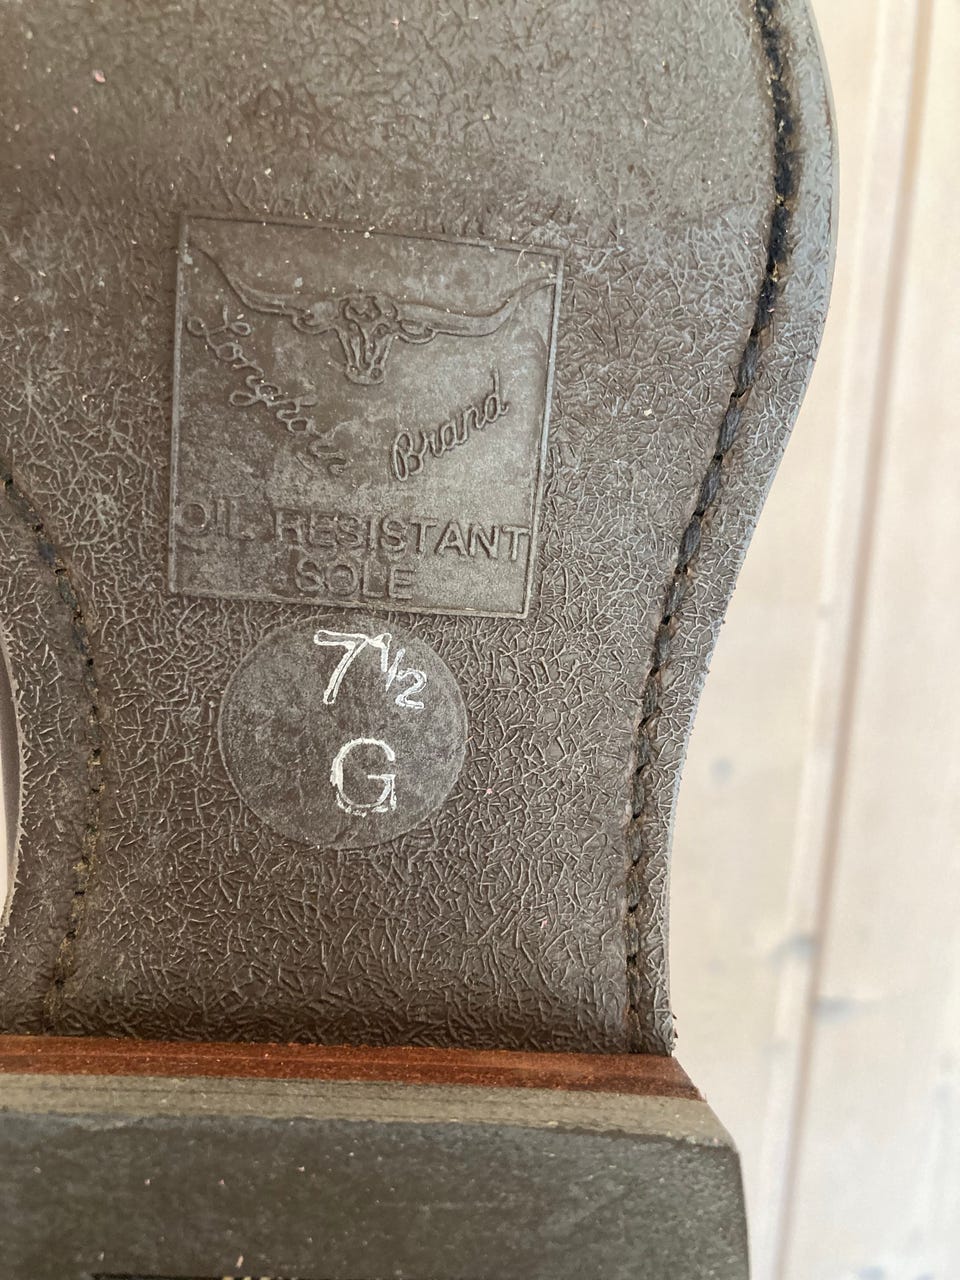 Longhorn Brand
OIL RESISTANT
SOLE
7½
G